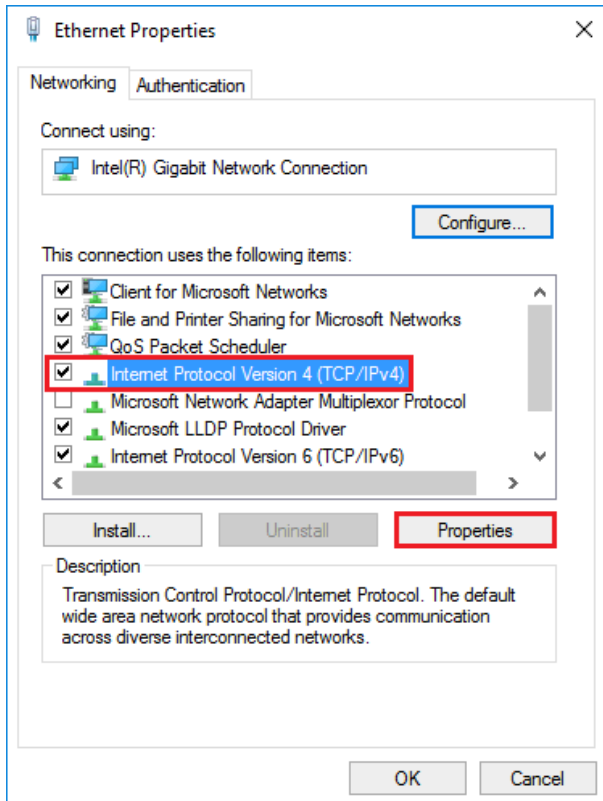 Ethernet Properties
Networking
Authentication
Connect using:
Intel(R) Gigabit Network Connection
Configure...
This connection uses the following items:
Client for Microsoft Networks
File and Printer Sharing for Microsoft Networks
QoS Packet Scheduler
Internet Protocol Version 4 (TCP/IPv4)
Microsoft Network Adapter Multiplexor Protocol
Microsoft LLDP Protocol Driver
Internet Protocol Version 6 (TCP/IPv6)
Install...
Uninstall
Properties
Description
Transmission Control Protocol/Internet Protocol. The default
wide area network protocol that provides communication
across diverse interconnected networks.
OK
Cancel